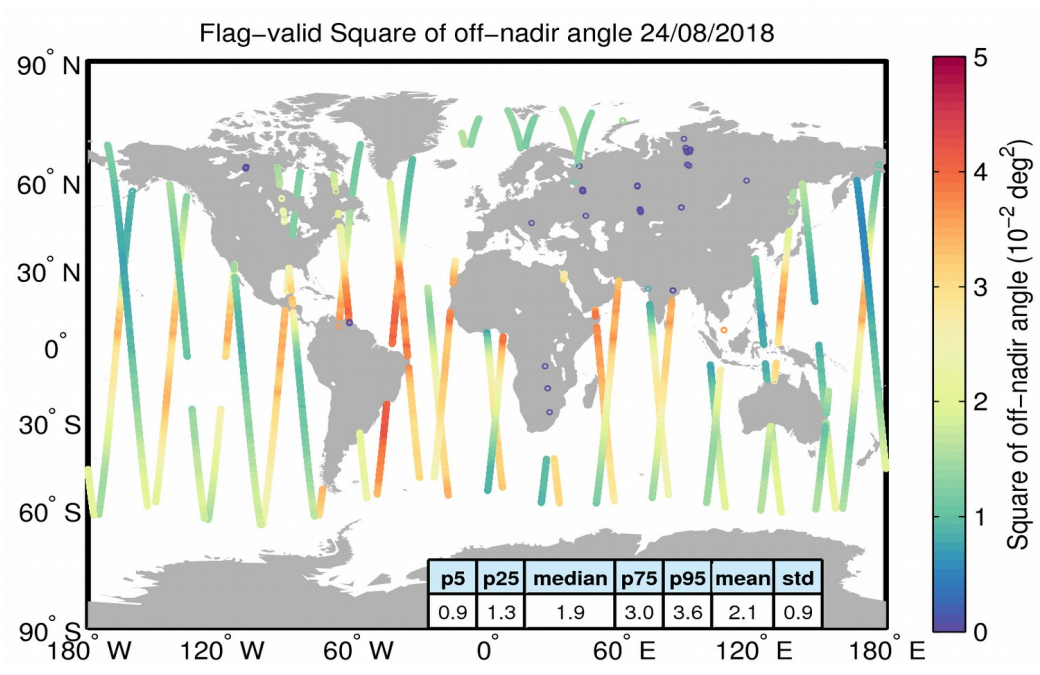 Flag−valid Square of off−nadir angle 24/08/2018
90° N
60° N
30° N
0°
30° S
60° S
90° S
180° W
120° W
60° W
0°
60° E
120° E
180° E
p5 p25 median p75 p95 mean std
0.9 1.3 1.9 3.0 3.6 2.1 0.9
5
4
3
2
1
0
Square of off−nadir angle (10⁻² deg²)